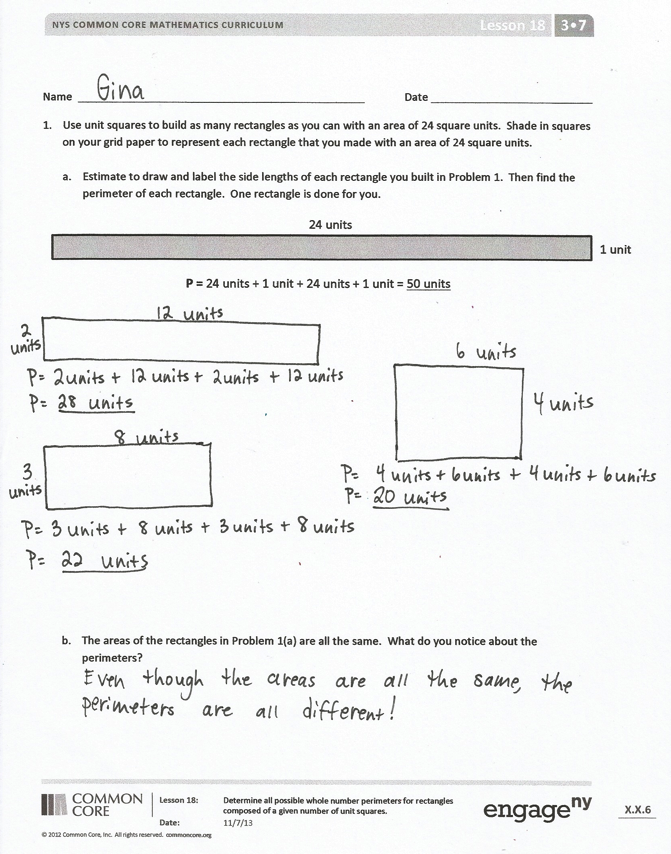 NYS COMMON CORE MATHEMATICS CURRICULUM Lesson 18 3•7
Name Gina Date
1. Use unit squares to build as many rectangles as you can with an area of 24 square units. Shade in squares
on your grid paper to represent each rectangle that you made with an area of 24 square units.
a. Estimate to draw and label the side lengths of each rectangle you built in Problem 1. Then find the
perimeter of each rectangle. One rectangle is done for you.
24 units
1 unit
P = 24 units + 1 unit + 24 units + 1 unit = 50 units
12 units
2
units
P= 2units + 12 units + 2units + 12 units
P= 28 units
6 units
4 units
P= 4 units + 6units + 4 units + 6 units
P= 20 units
8 units
3
units
P= 3 units + 8 units + 3 units + 8 units
P= 22 units
b. The areas of the rectangles in Problem 1(a) are all the same. What do you notice about the
perimeters?
Even though the areas are all the same, the
perimeters are all different!
COMMON
CORE
Lesson 18: Determine all possible whole number perimeters for rectangles
composed of a given number of unit squares.
Date: 11/7/13
engageny
X.X.6
© 2012 Common Core, Inc. All rights reserved. commoncore.org